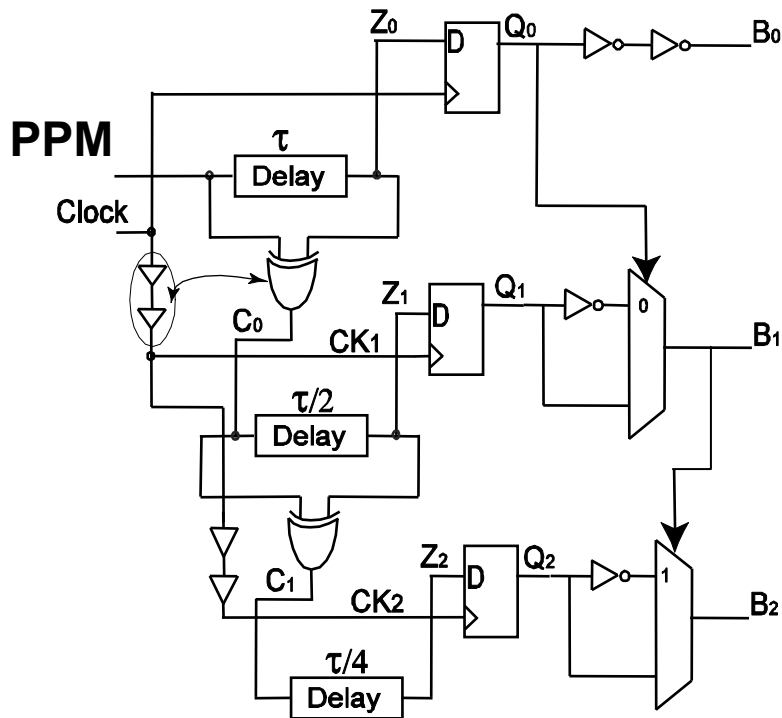 Z0
Q0
B0
D
PPM
τ
Delay
Clock
Z1
Q1
D
0
C0
CK1
B1
τ/2
Delay
Z2
Q2
D
1
C1
CK2
B2
τ/4
Delay